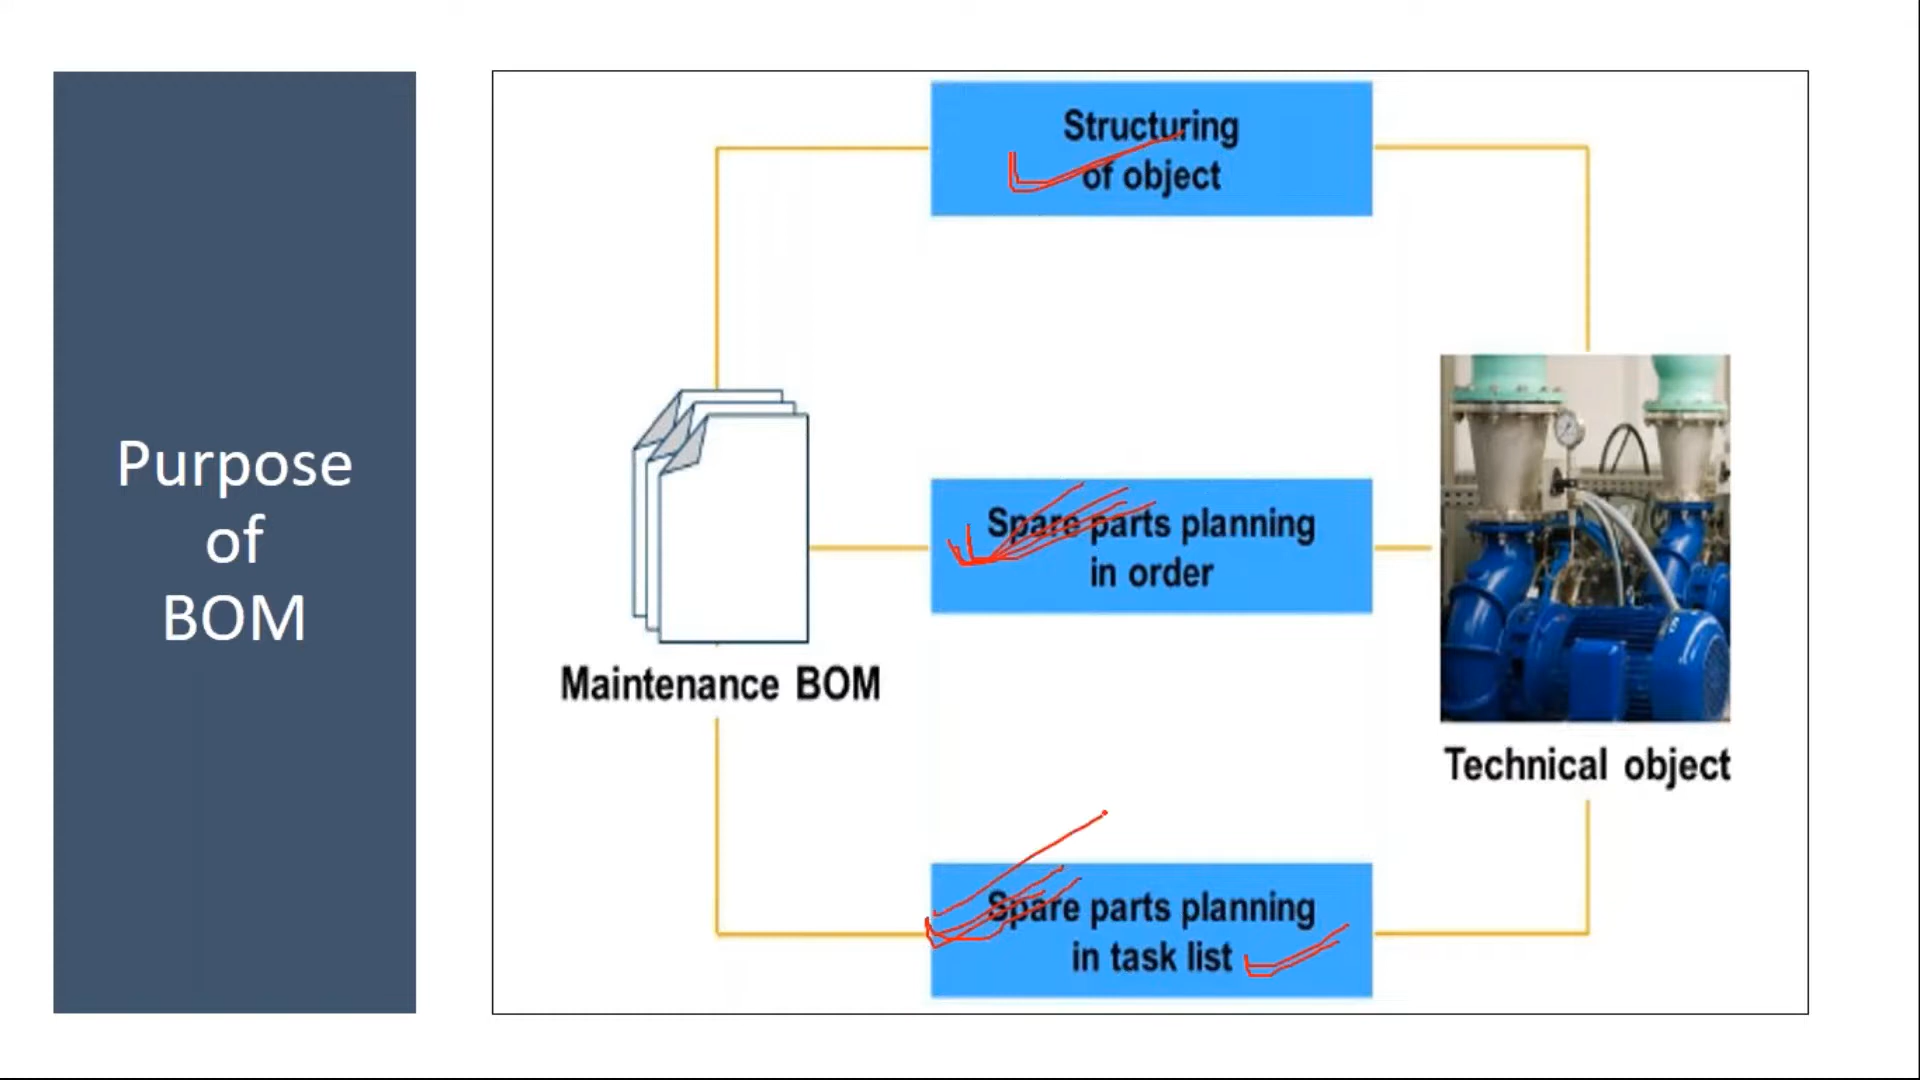 Purpose
of
BOM
Structuring
of object
Spare parts planning
in order
Maintenance BOM
Technical object
Spare parts planning
in task list